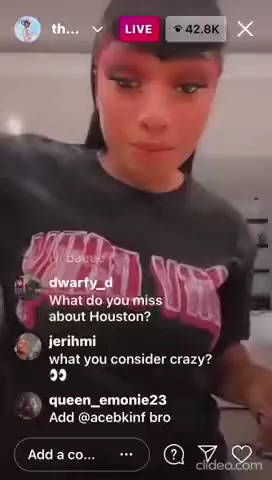 th...
LIVE
42.8K
dwarfy_d
What do you miss
about Houston?
jerihmi
what you consider crazy?
👀
queen_emonie23
Add @acebkinf bro
Add a co...
clideo.com